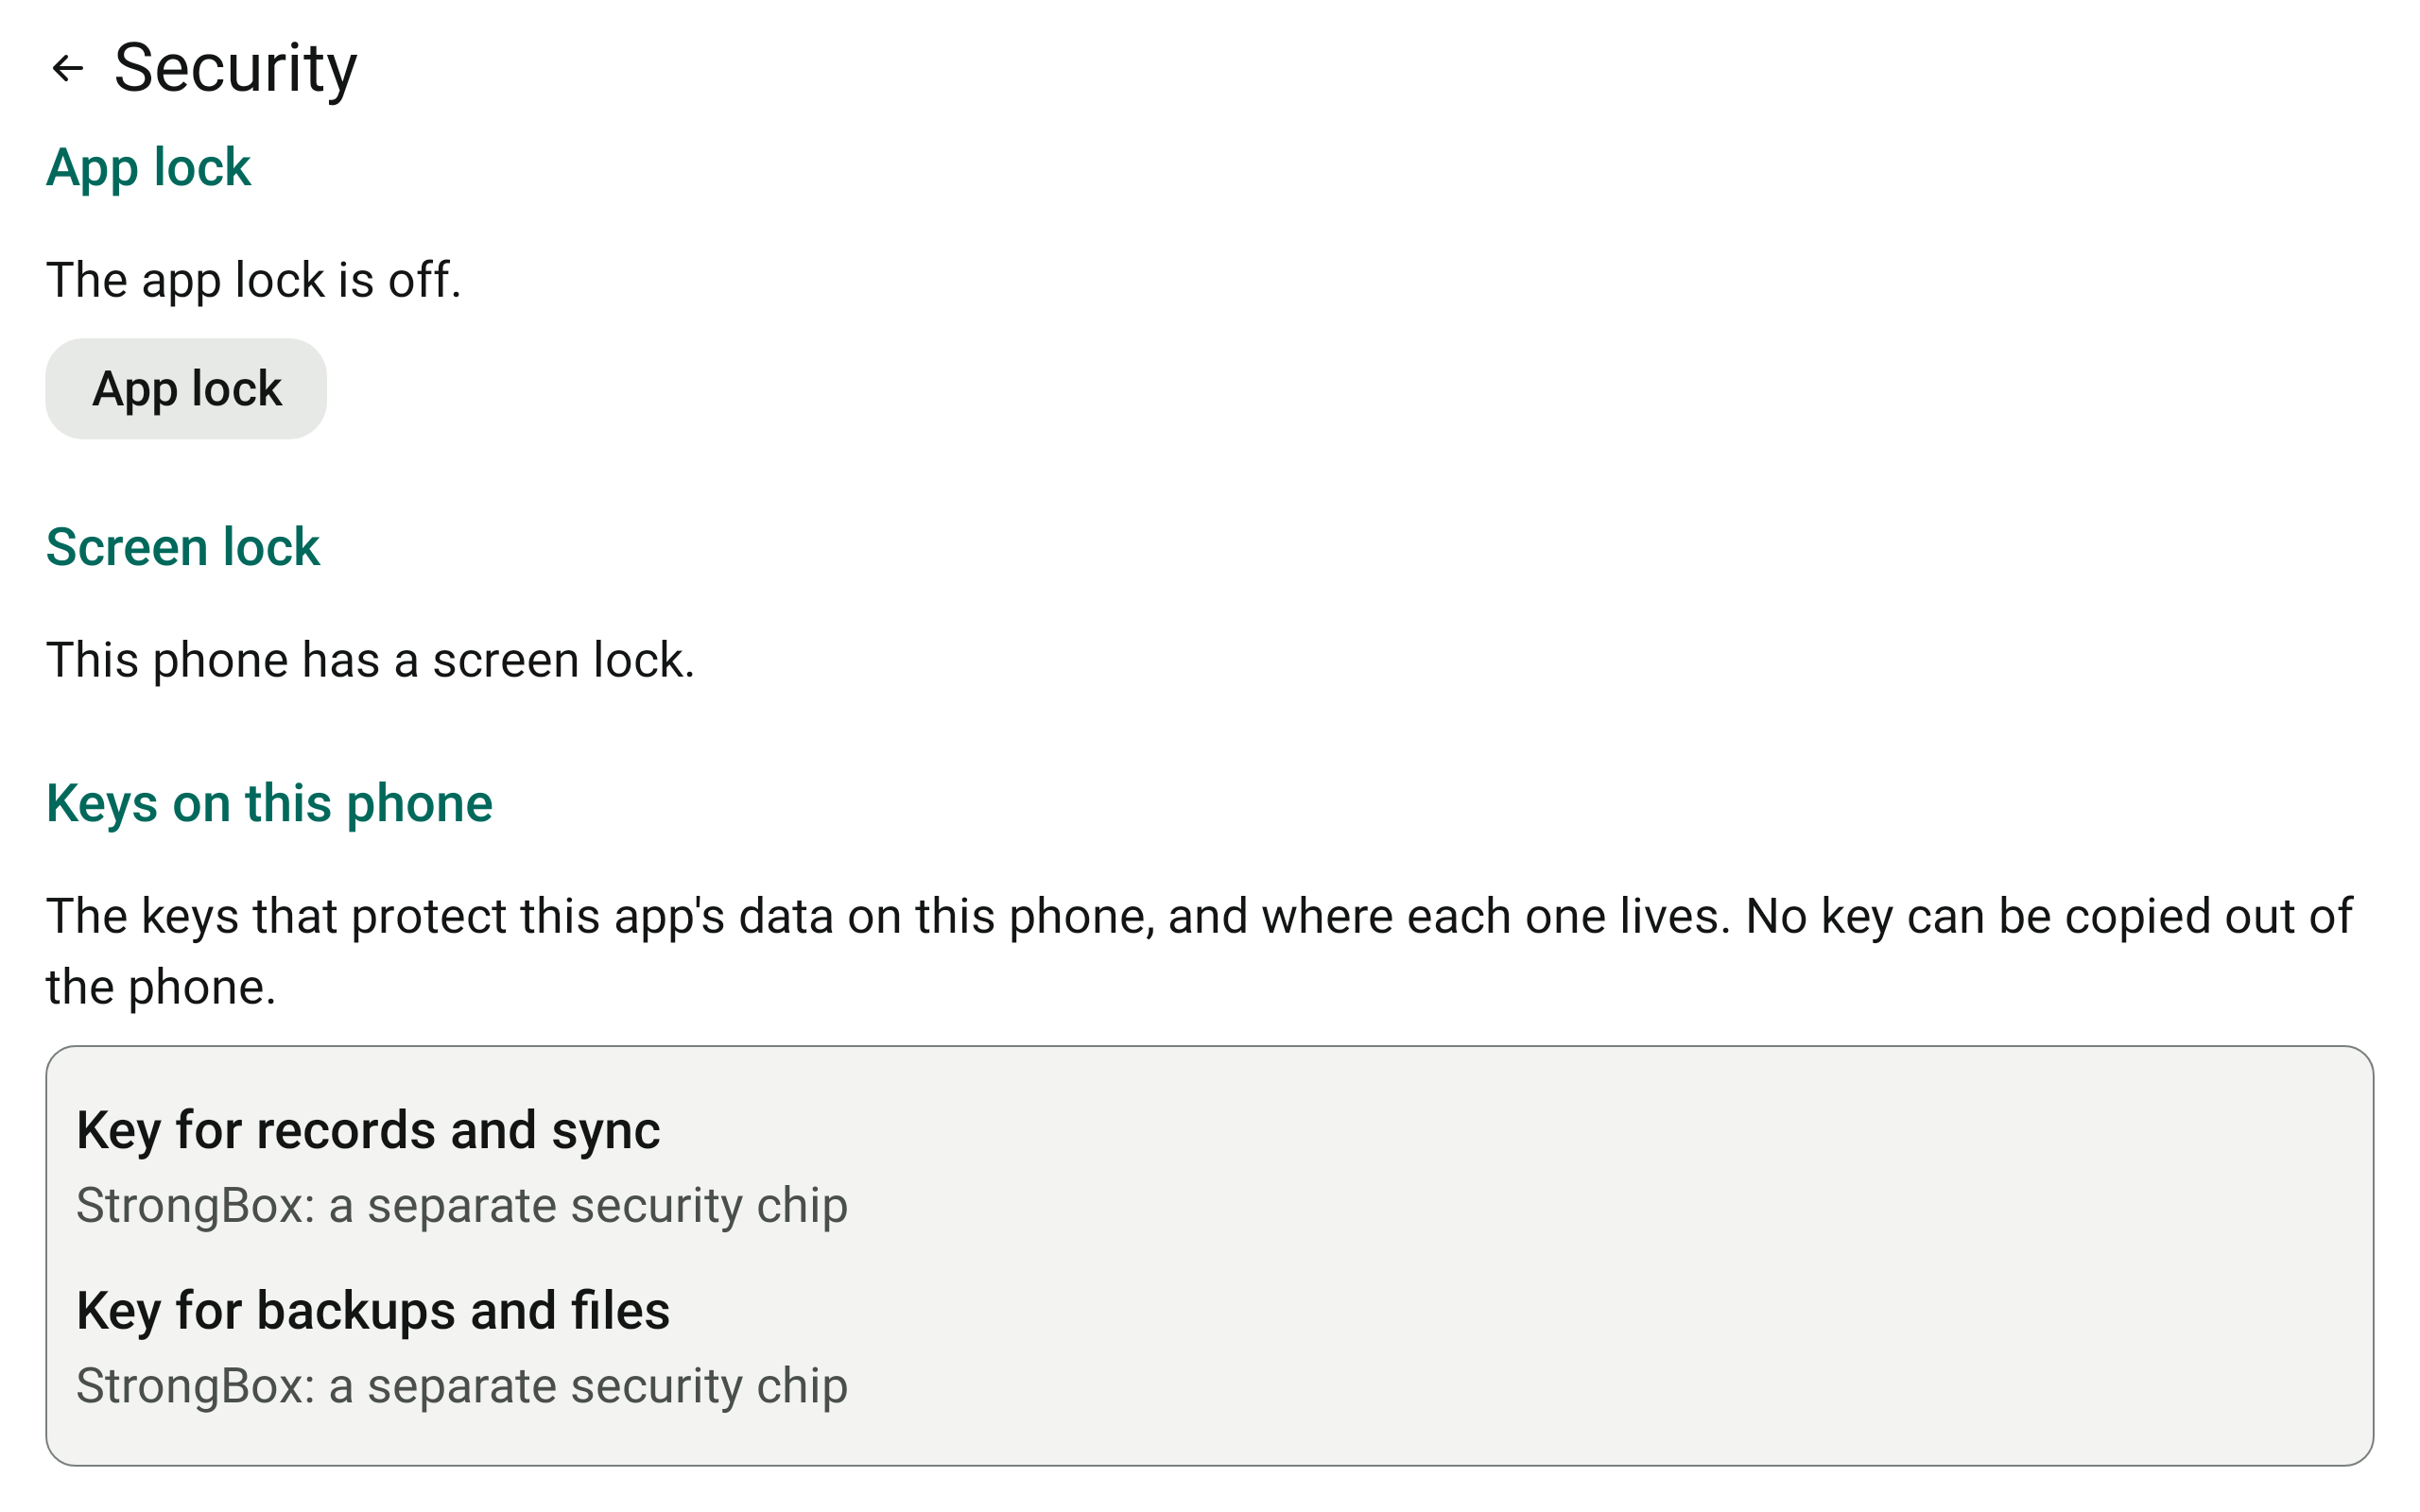 Security
App lock
The app lock is off.
App lock
Screen lock
This phone has a screen lock.
Keys on this phone
The keys that protect this app's data on this phone, and where each one lives. No key can be copied out of
the phone.
Key for records and sync
StrongBox: a separate security chip
Key for backups and files
StrongBox: a separate security chip